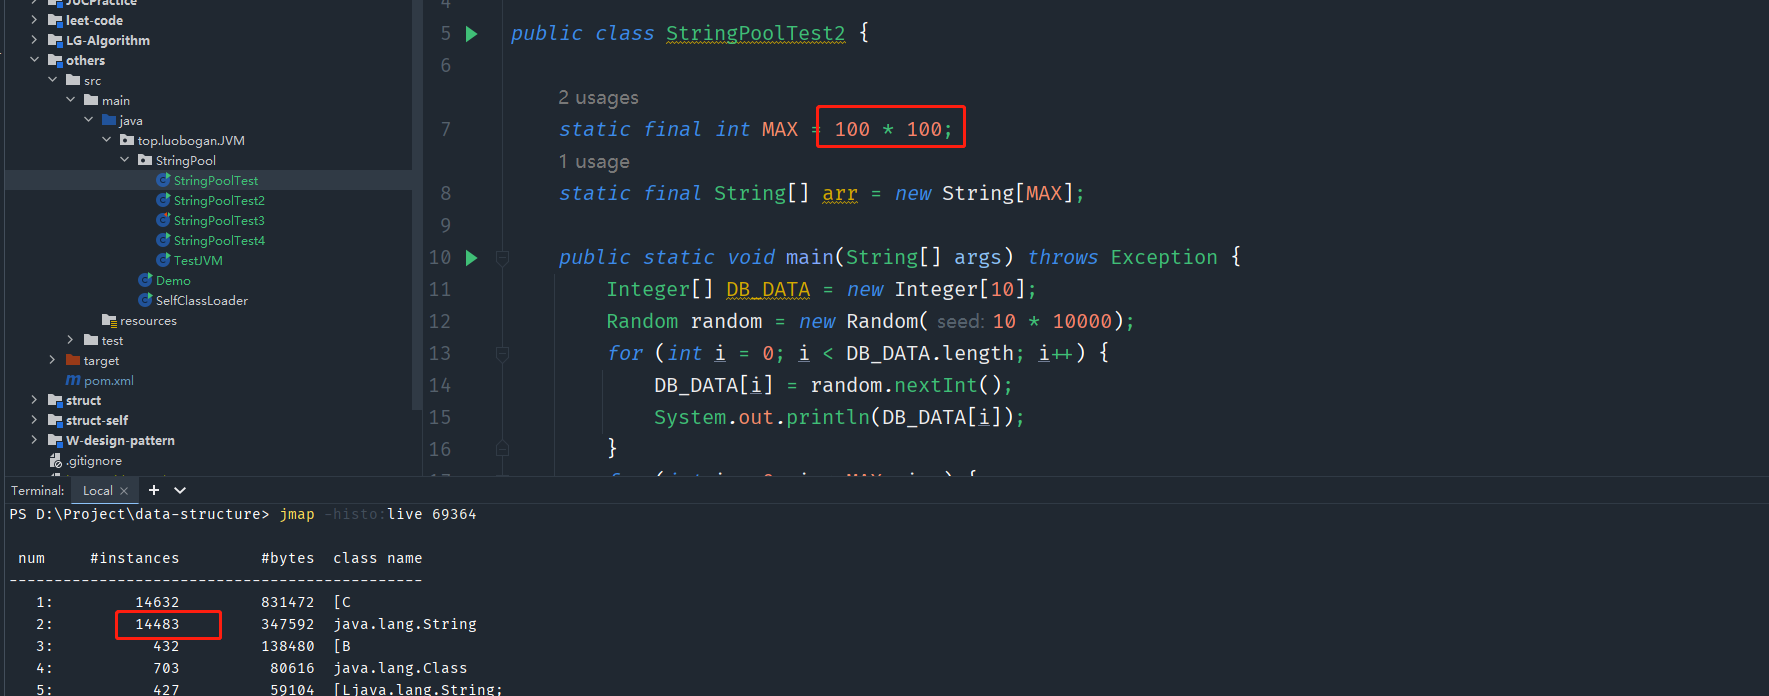 JUCPractice
leet-code
LG-Algorithm
others
src
main
java
top.luobogan.JVM
StringPool
StringPoolTest
StringPoolTest2
StringPoolTest3
StringPoolTest4
TestJVM
Demo
SelfClassLoader
resources
test
target
pom.xml
struct
struct-self
W-design-pattern
.gitignore
4
5 public class StringPoolTest2 {
6
2 usages
7 static final int MAX = 100 * 100;
1 usage
8 static final String[] arr = new String[MAX];
9
10 public static void main(String[] args) throws Exception {
11 Integer[] DB_DATA = new Integer[10];
12 Random random = new Random( seed: 10 * 10000);
13 for (int i = 0; i < DB_DATA.length; i++) {
14 DB_DATA[i] = random.nextInt();
15 System.out.println(DB_DATA[i]);
16 }
Terminal: Local
PS D:\Project\data-structure> jmap -histo:live 69364
num #instances #bytes class name
----------------------------------------------
1: 14632 831472 [C
2: 14483 347592 java.lang.String
3: 432 138480 [B
4: 703 80616 java.lang.Class
5: 427 59104 [Ljava.lang.String;